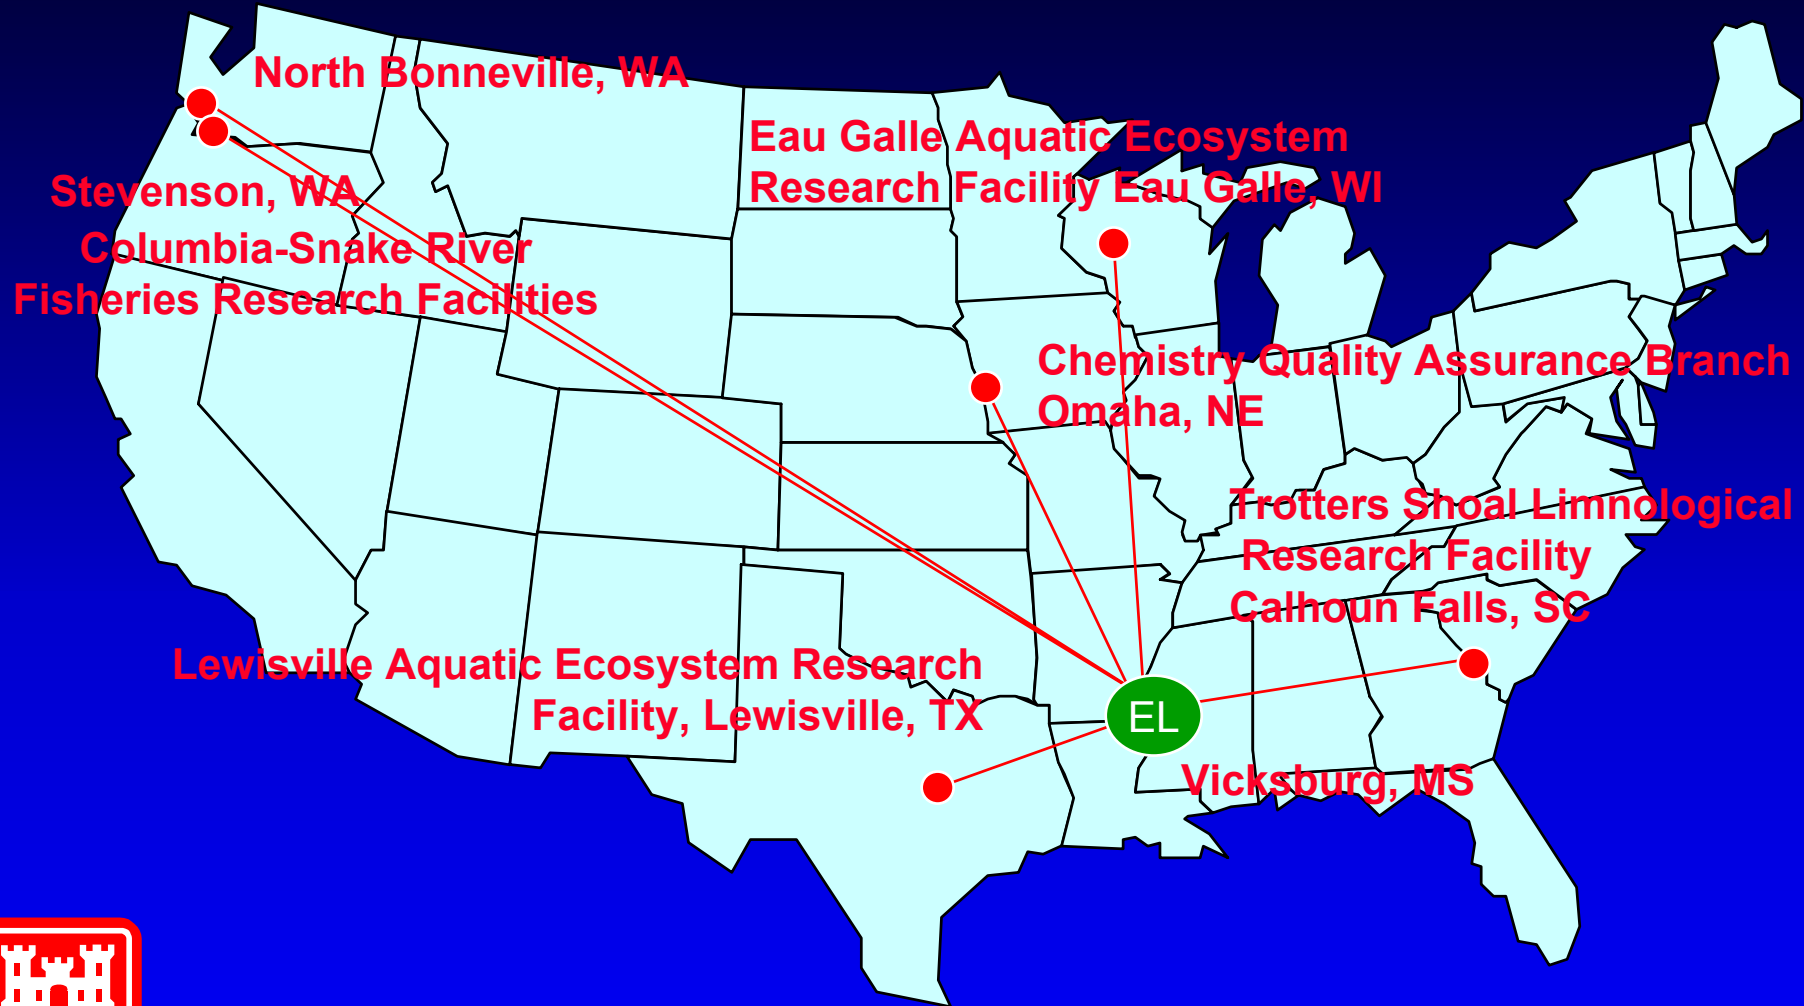 North Bonneville, WA
Eau Galle Aquatic Ecosystem
Research Facility Eau Galle, WI
Stevenson, WA
Columbia-Snake River
Fisheries Research Facilities
Chemistry Quality Assurance Branch
Omaha, NE
Trotters Shoal Limnological
Research Facility
Calhoun Falls, SC
Lewisville Aquatic Ecosystem Research
Facility, Lewisville, TX
EL
Vicksburg, MS